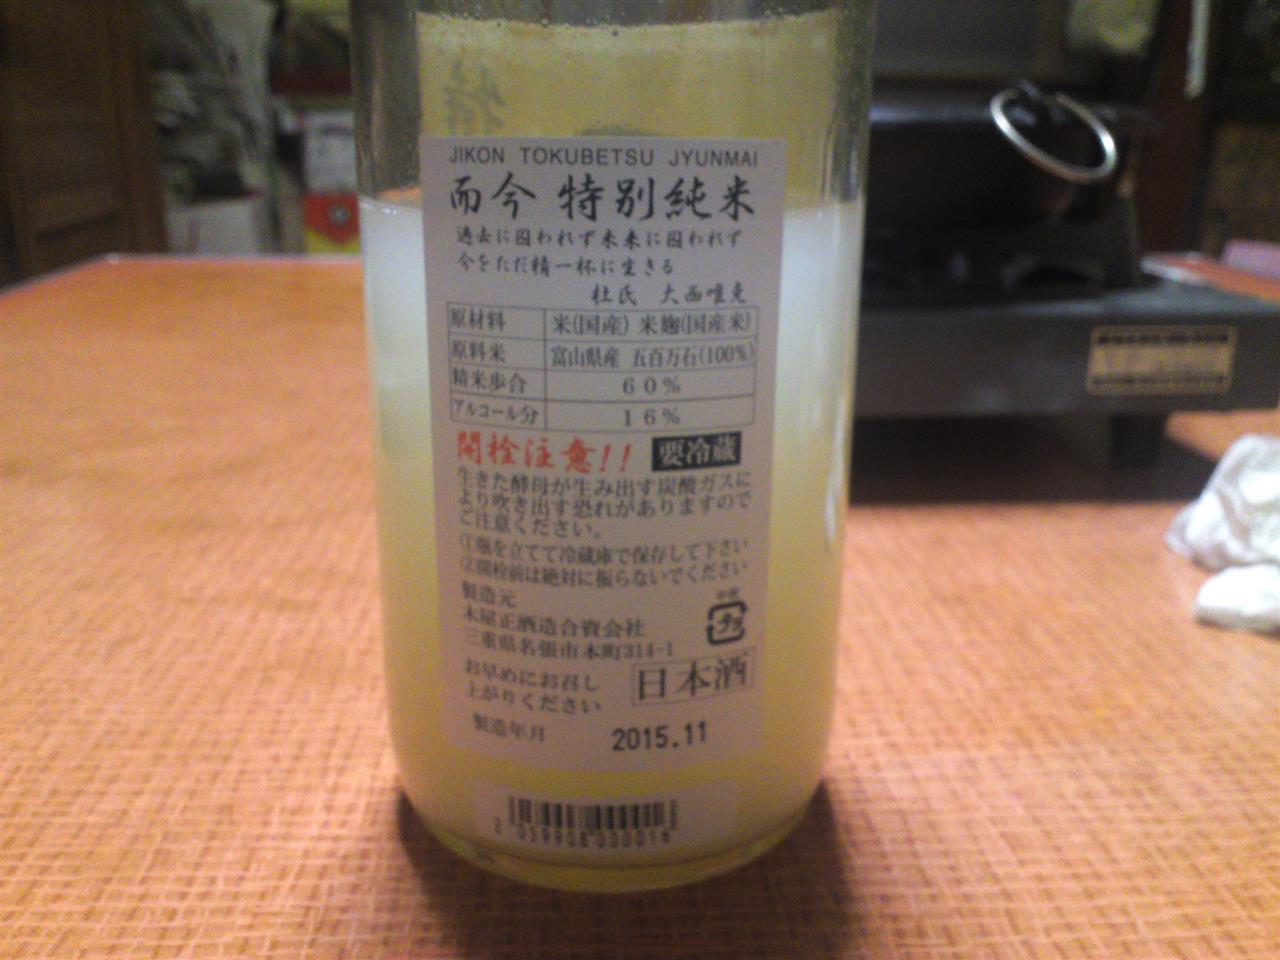 特
JIKON TOKUBETSU JYUNMAI
而今 特別純米
過去に囚われず未来に囚われず
今をただ精一杯に生きる
杜氏 大西唯克
原材料 米(国産) 米麹(国産米)
原料米 富山県産 五百万石(100%)
精米歩合 60%
アルコール分 16%
開栓注意!! 要冷蔵
生きた酵母が生み出す炭酸ガスに
より吹き出す恐れがありますので
ご注意ください。
①瓶を立てて冷蔵庫で保存して下さい
②開栓前は絶対に振らないでください
製造元
木屋正酒造合資会社
三重県名張市本町314-1
お早めにお召し
上がりください
日本酒
製造年月 2015.11
2 059908 000016